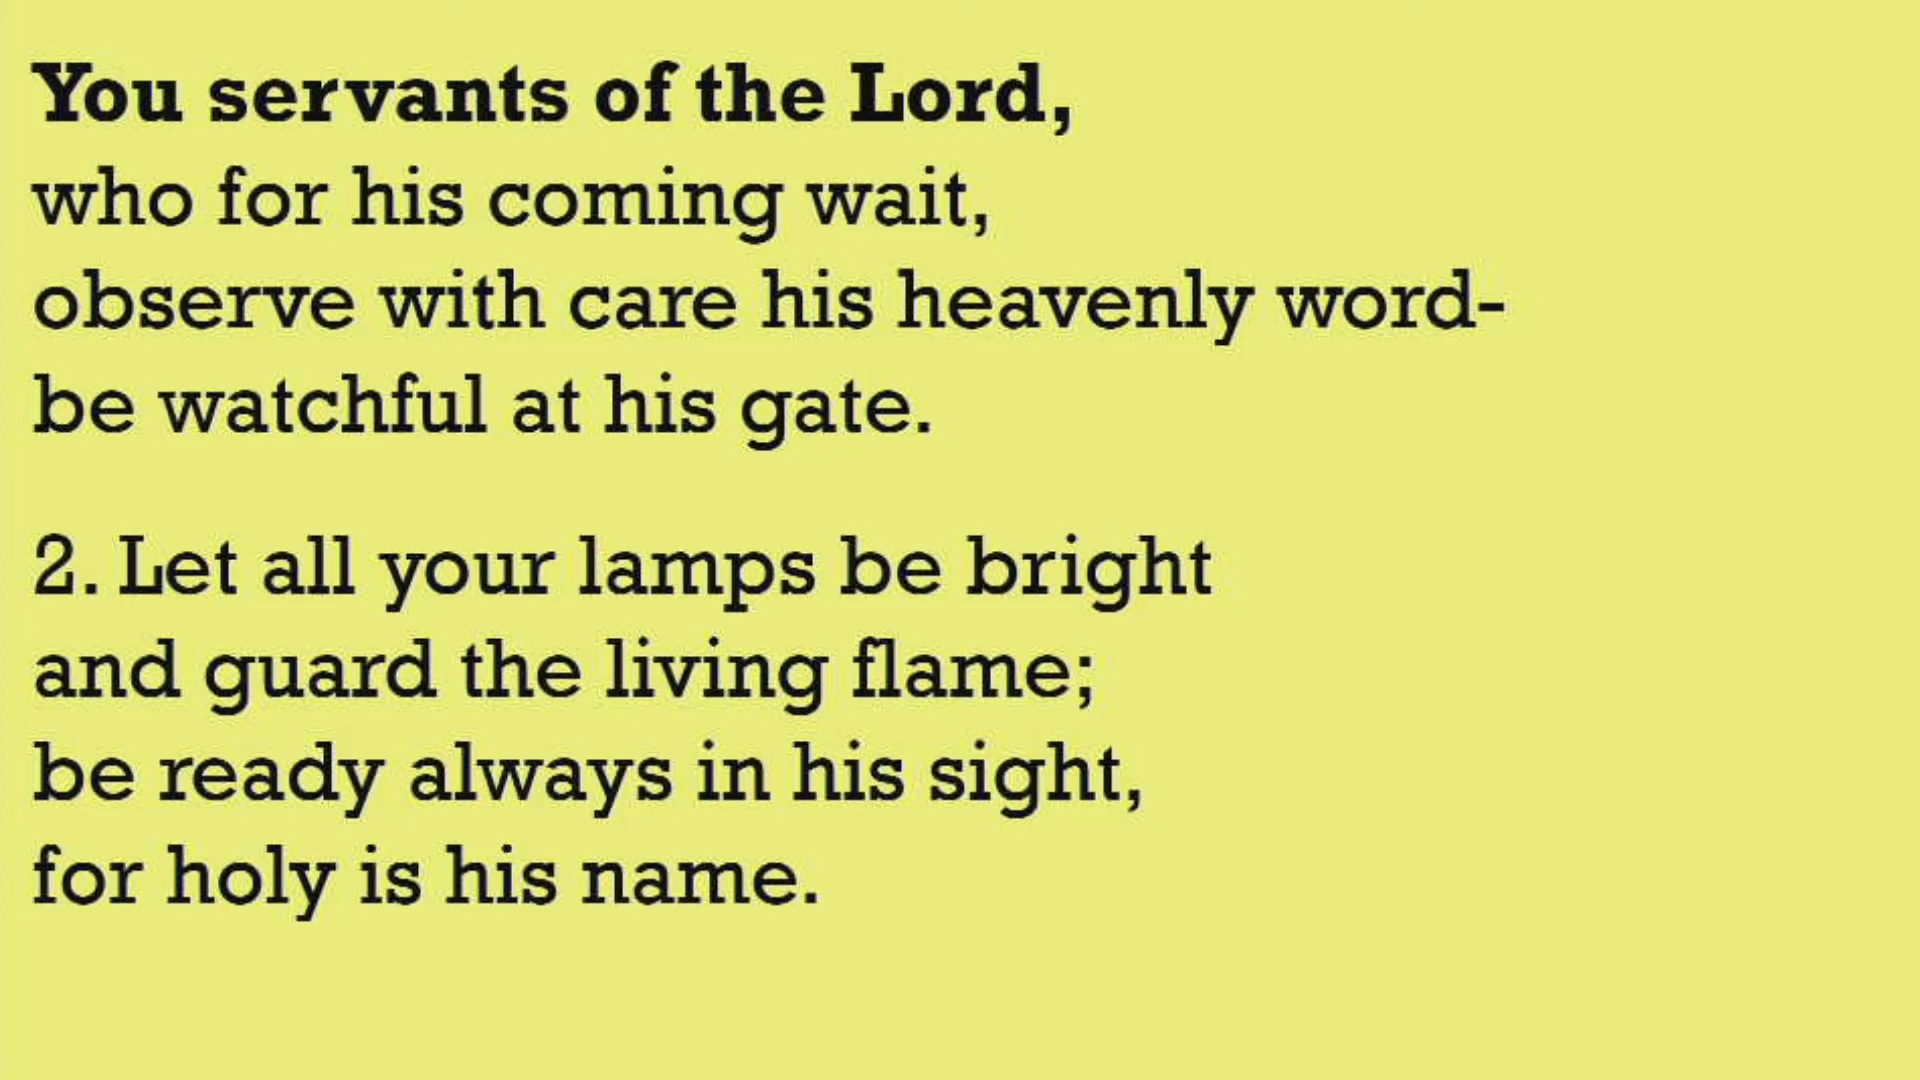 You servants of the Lord,
who for his coming wait,
observe with care his heavenly word-
be watchful at his gate.
2. Let all your lamps be bright
and guard the living flame;
be ready always in his sight,
for holy is his name.